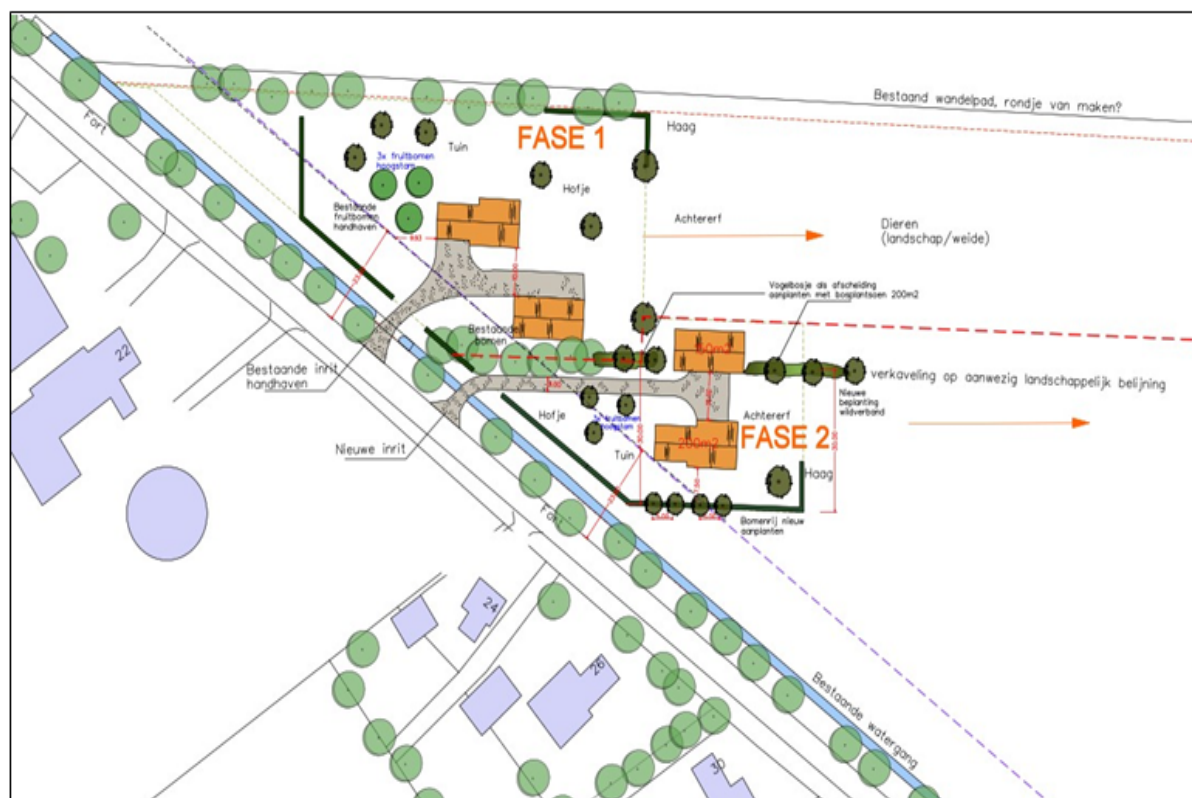 Bestaand wandelpad, rondje van maken?
Fort
Tuin
FASE 1
Haag
3x fruitbomen
hoogstam
Hofje
Bestaande
fruitbomen
handhaven
Achtererf
Dieren
(landschap/weide)
Vogelbosje als afscheiding
aanplanten met bosplantsoen 200m2
22
Bestaande inrit
handhaven
Bestaande
bomen
verkaveling op aanwezig landschappelijk belijning
Nieuwe
beplanting
wildverband
Hofje
Achtererf
FASE 2
200m2
Nieuwe inrit
Tuin
Haag
Fort
Bomenrij nieuw
aanplanten
24
26
Bestaande watergang
30